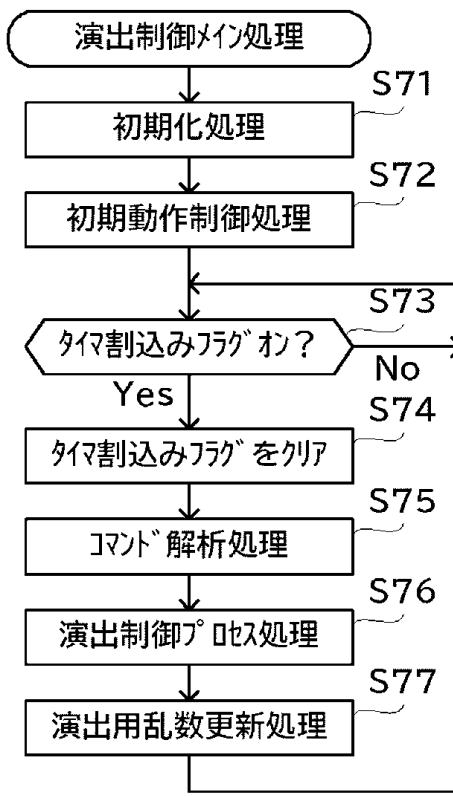 演出制御ﾒｲﾝ処理
S71
初期化処理
S72
初期動作制御処理
S73
ﾀｲﾏ割込みﾌﾗｸﾞｵﾝ？
No
Yes
S74
ﾀｲﾏ割込みﾌﾗｸﾞをｸﾘｱ
S75
ｺﾏﾝﾄﾞ解析処理
S76
演出制御ﾌﾟﾛｾｽ処理
S77
演出用乱数更新処理